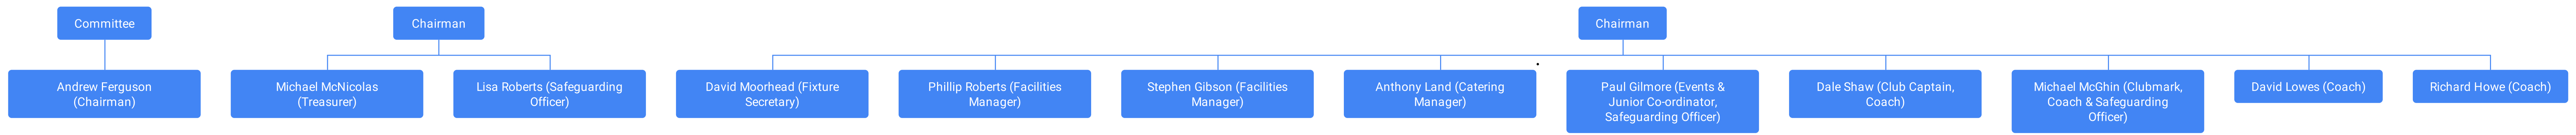 Committee
Chairman
Chairman
Andrew Ferguson
(Chairman)
Michael McNicolas
(Treasurer)
Lisa Roberts (Safeguarding
Officer)
David Moorhead (Fixture
Secretary)
Phillip Roberts (Facilities
Manager)
Stephen Gibson (Facilities
Manager)
Anthony Land (Catering
Manager)
Paul Gilmore (Events &
Junior Co-ordinator,
Safeguarding Officer)
Dale Shaw (Club Captain,
Coach)
Michael McGhin (Clubmark,
Coach & Safeguarding
Officer)
David Lowes (Coach)
Richard Howe (Coach)